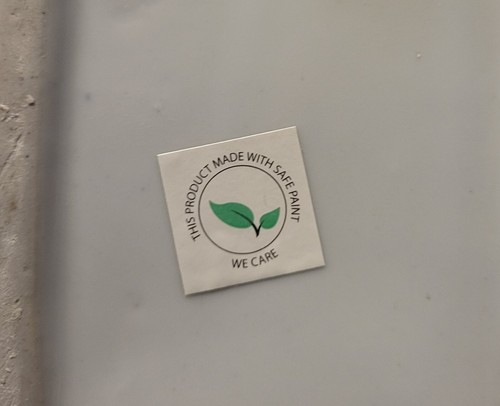 THIS PRODUCT MADE WITH SAFE PAINT
WE CARE